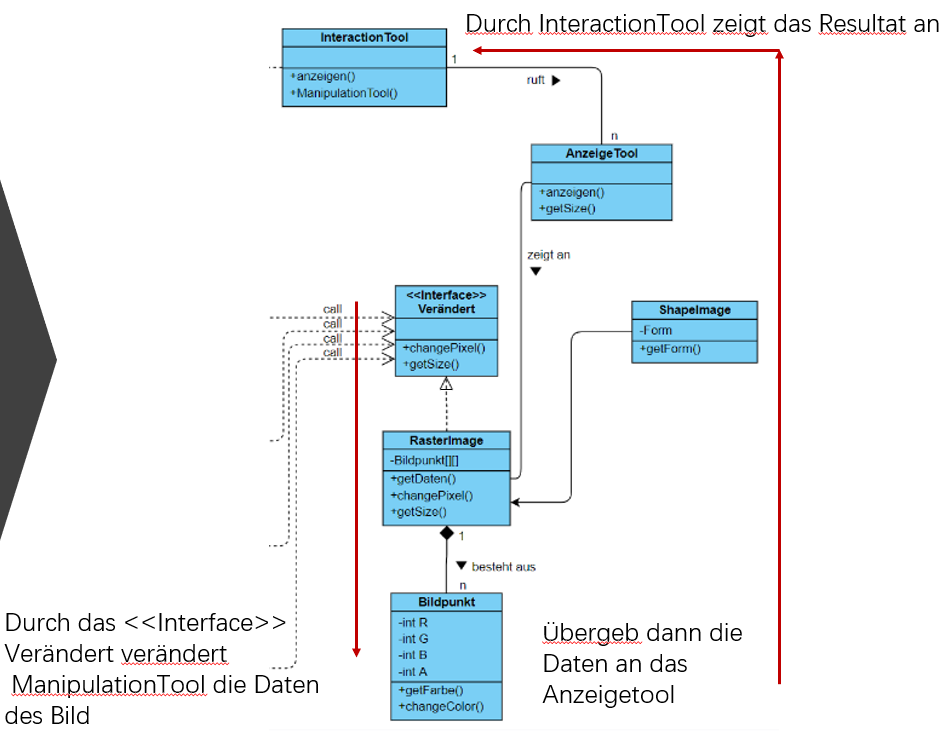 Durch InteractionTool zeigt das Resultat an
InteractionTool
+anzeigen()
+ManipulationTool()
1
ruft
n
AnzeigeTool
+anzeigen()
+getSize()
zeigt an
<<Interface>>
Verändert
+changePixel()
+getSize()
call
call
call
call
ShapeImage
-Form
+getForm()
RasterImage
-Bildpunkt[][]
+getDaten()
+changePixel()
+getSize()
1
besteht aus
n
Bildpunkt
-int R
-int G
-int B
-int A
+getFarbe()
+changeColor()
Durch das <<Interface>>
Verändert verändert
ManipulationTool die Daten
des Bild
Übergeb dann die
Daten an das
Anzeigetool